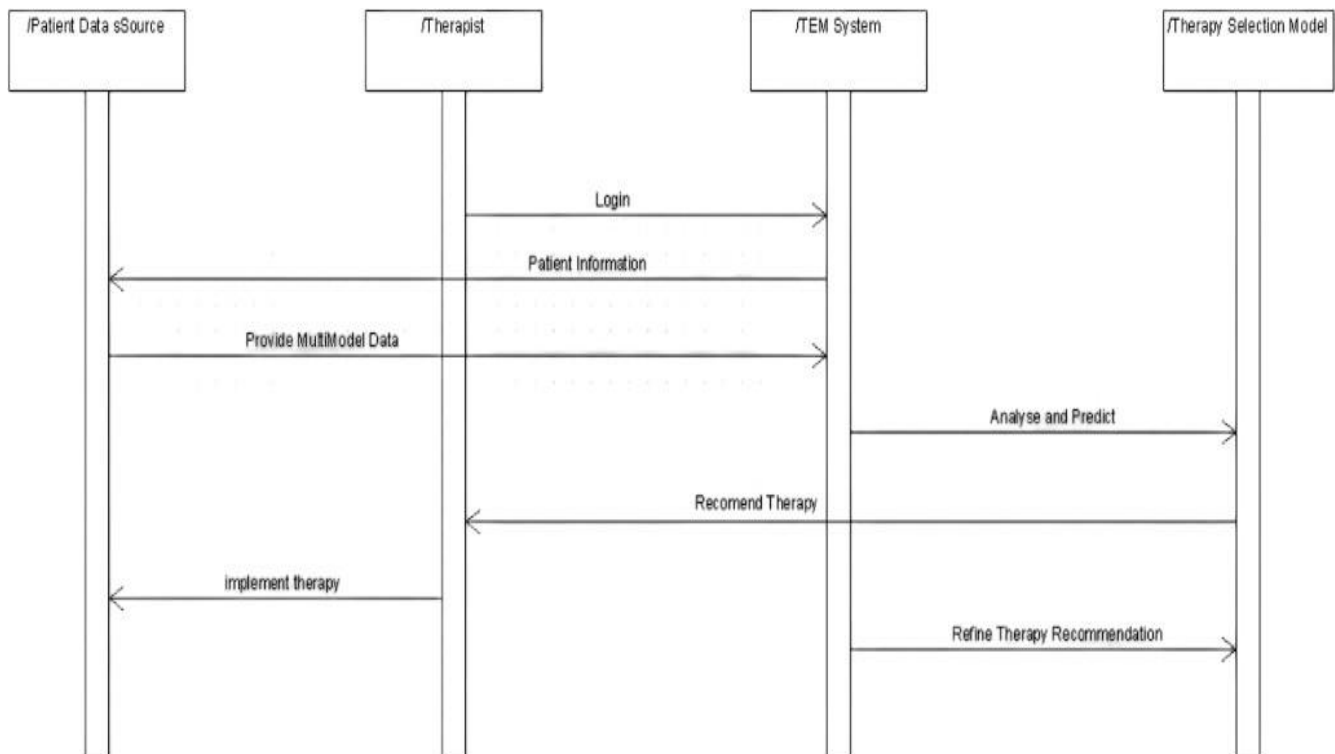 /Patient Data sSource
/Therapist
/TEM System
/Therapy Selection Model
Login
Patient Information
Provide MultiModel Data
Analyse and Predict
Recomend Therapy
implement therapy
Refine Therapy Recommendation